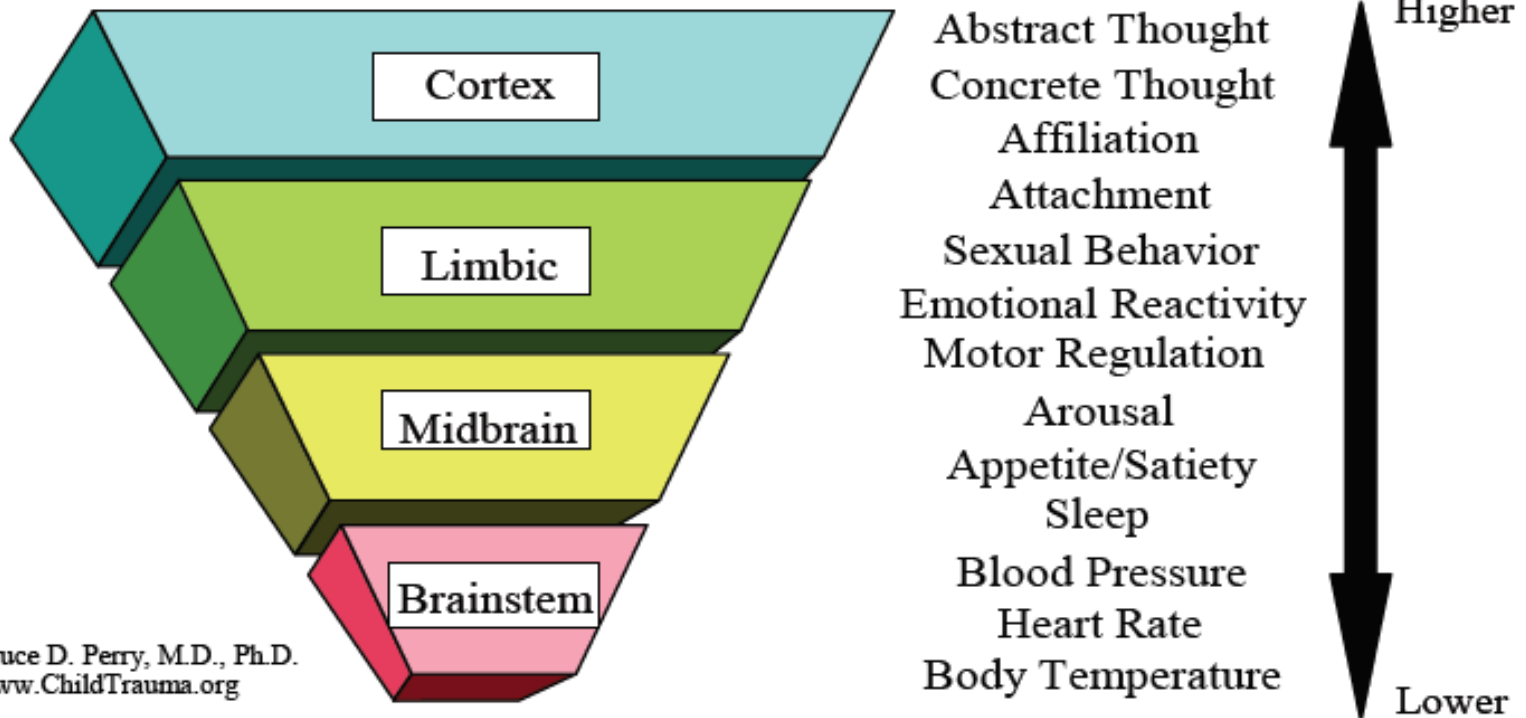 Higher
Abstract Thought
Cortex
Concrete Thought
Affiliation
Attachment
Sexual Behavior
Limbic
Emotional Reactivity
Motor Regulation
Arousal
Midbrain
Appetite/Satiety
Sleep
Blood Pressure
Brainstem
Heart Rate
uce D. Perry, M.D., Ph.D.
Body Temperature
ww.ChildTrauma.org
Lower